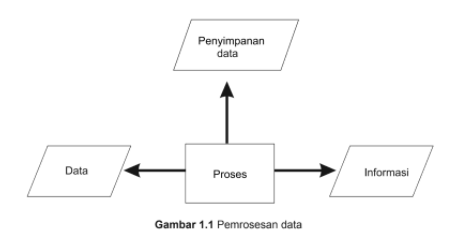 Penyimpanan
data
Data
Proses
Informasi
Gambar 1.1 Pemrosesan data